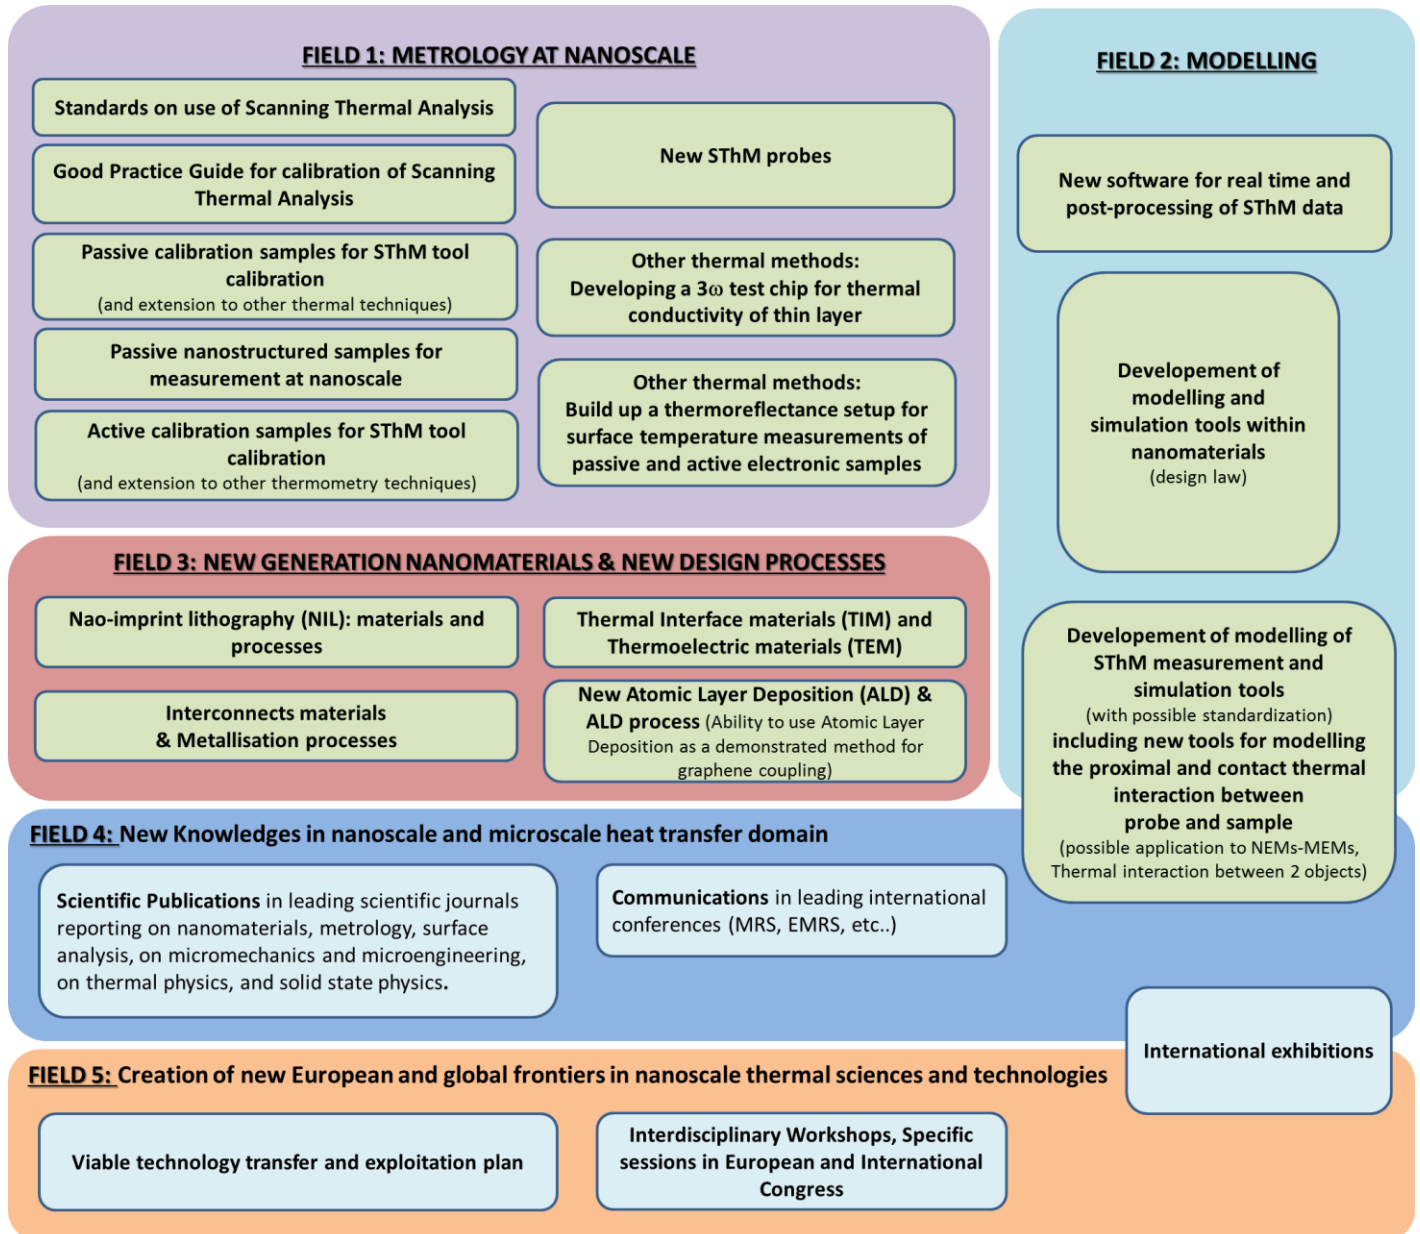 FIELD 1: METROLOGY AT NANOSCALE
Standards on use of Scanning Thermal Analysis
Good Practice Guide for calibration of Scanning
Thermal Analysis
Passive calibration samples for SThM tool
calibration
(and extension to other thermal techniques)
Passive nanostructured samples for
measurement at nanoscale
Active calibration samples for SThM tool
calibration
(and extension to other thermometry techniques)
New SThM probes
Other thermal methods:
Developing a 3ω test chip for thermal
conductivity of thin layer
Other thermal methods:
Build up a thermoreflectance setup for
surface temperature measurements of
passive and active electronic samples
FIELD 2: MODELLING
New software for real time and
post-processing of SThM data
Developement of
modelling and
simulation tools within
nanomaterials
(design law)
Developement of modelling of
SThM measurement and
simulation tools
(with possible standardization)
including new tools for modelling
the proximal and contact thermal
interaction between
probe and sample
(possible application to NEMs-MEMs,
Thermal interaction between 2 objects)
FIELD 3: NEW GENERATION NANOMATERIALS & NEW DESIGN PROCESSES
Nao-imprint lithography (NIL): materials and
processes
Interconnects materials
& Metallisation processes
Thermal Interface materials (TIM) and
Thermoelectric materials (TEM)
New Atomic Layer Deposition (ALD) &
ALD process (Ability to use Atomic Layer
Deposition as a demonstrated method for
graphene coupling)
FIELD 4: New Knowledges in nanoscale and microscale heat transfer domain
Scientific Publications in leading scientific journals
reporting on nanomaterials, metrology, surface
analysis, on micromechanics and microengineering,
on thermal physics, and solid state physics.
Communications in leading international
conferences (MRS, EMRS, etc..)
International exhibitions
FIELD 5: Creation of new European and global frontiers in nanoscale thermal sciences and technologies
Viable technology transfer and exploitation plan
Interdisciplinary Workshops, Specific
sessions in European and International
Congress